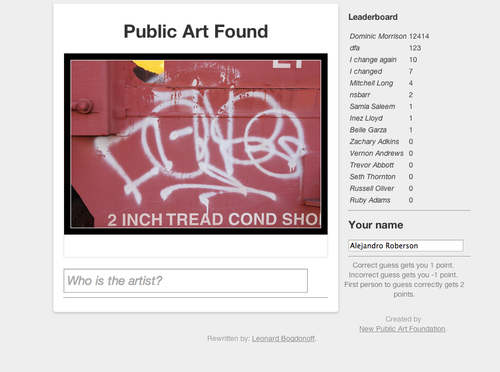 Public Art Found
2 INCH TREAD COND SHO
Who is the artist?
Rewritten by: Leonard Bogdonoff.
Leaderboard
Dominic Morrison 12414
dfa 123
I change again 10
I changed 7
Mitchell Long 4
nsbarr 2
Samia Saleem 1
Inez Lloyd 1
Belle Garza 1
Zachary Adkins 0
Vernon Andrews 0
Trevor Abbott 0
Seth Thornton 0
Russell Oliver 0
Ruby Adams 0
Your name
Alejandro Roberson
Correct guess gets you 1 point.
Incorrect guess gets you -1 point.
First person to guess correctly gets 2
points.
Created by
New Public Art Foundation.